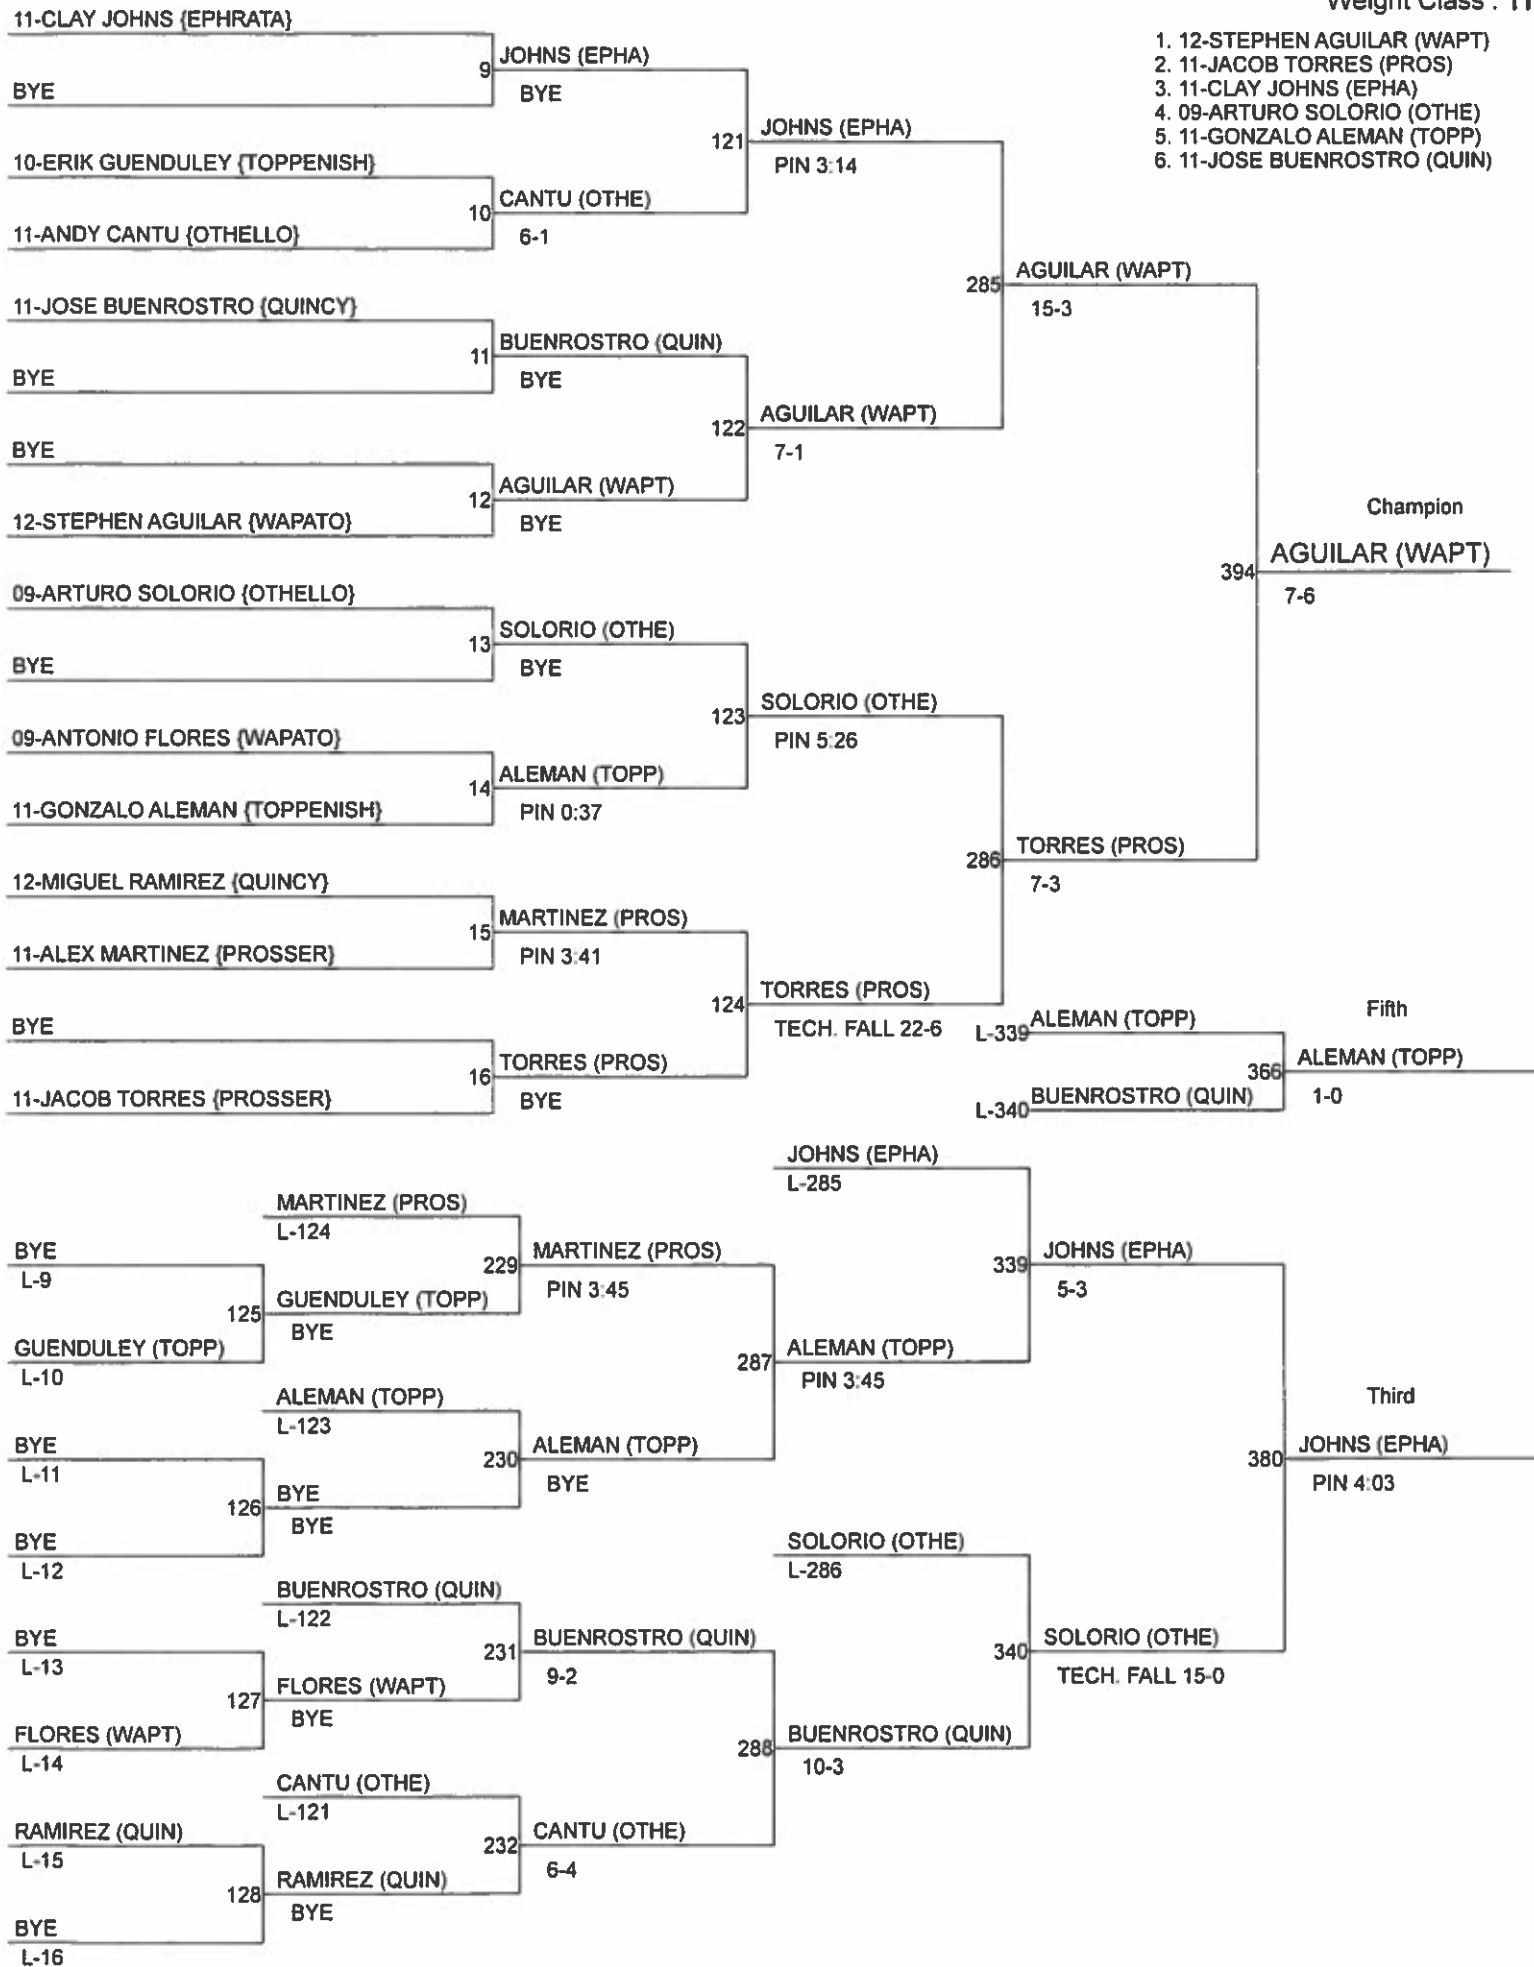 Weight Class : 11
1. 12-STEPHEN AGUILAR (WAPT)
2. 11-JACOB TORRES (PROS)
3. 11-CLAY JOHNS (EPHA)
4. 09-ARTURO SOLORIO (OTHE)
5. 11-GONZALO ALEMAN (TOPP)
6. 11-JOSE BUENROSTRO (QUIN)
11-CLAY JOHNS {EPHRATA}
9 JOHNS (EPHA)
BYE
BYE
121 JOHNS (EPHA)
PIN 3:14
10-ERIK GUENDULEY {TOPPENISH}
10 CANTU (OTHE)
11-ANDY CANTU {OTHELLO}
6-1
285 AGUILAR (WAPT)
15-3
11-JOSE BUENROSTRO {QUINCY}
11 BUENROSTRO (QUIN)
BYE
BYE
122 AGUILAR (WAPT)
7-1
BYE
12 AGUILAR (WAPT)
12-STEPHEN AGUILAR {WAPATO}
BYE
Champion
394 AGUILAR (WAPT)
7-6
09-ARTURO SOLORIO {OTHELLO}
13 SOLORIO (OTHE)
BYE
BYE
123 SOLORIO (OTHE)
PIN 5:26
09-ANTONIO FLORES {WAPATO}
14 ALEMAN (TOPP)
11-GONZALO ALEMAN {TOPPENISH}
PIN 0:37
286 TORRES (PROS)
7-3
12-MIGUEL RAMIREZ {QUINCY}
15 MARTINEZ (PROS)
11-ALEX MARTINEZ {PROSSER}
PIN 3:41
124 TORRES (PROS)
TECH. FALL 22-6
BYE
16 TORRES (PROS)
11-JACOB TORRES {PROSSER}
BYE
Fifth
L-339 ALEMAN (TOPP)
366 ALEMAN (TOPP)
L-340 BUENROSTRO (QUIN)
1-0
JOHNS (EPHA)
L-285
MARTINEZ (PROS)
L-124
BYE
L-9
229 MARTINEZ (PROS)
PIN 3:45
339 JOHNS (EPHA)
5-3
125 GUENDULEY (TOPP)
BYE
GUENDULEY (TOPP)
L-10
287 ALEMAN (TOPP)
PIN 3:45
ALEMAN (TOPP)
L-123
Third
BYE
L-11
230 ALEMAN (TOPP)
BYE
380 JOHNS (EPHA)
PIN 4:03
126 BYE
BYE
BYE
L-12
SOLORIO (OTHE)
L-286
BUENROSTRO (QUIN)
L-122
BYE
L-13
231 BUENROSTRO (QUIN)
9-2
340 SOLORIO (OTHE)
TECH. FALL 15-0
127 FLORES (WAPT)
BYE
FLORES (WAPT)
L-14
288 BUENROSTRO (QUIN)
10-3
CANTU (OTHE)
L-121
RAMIREZ (QUIN)
L-15
232 CANTU (OTHE)
6-4
128 RAMIREZ (QUIN)
BYE
BYE
L-16